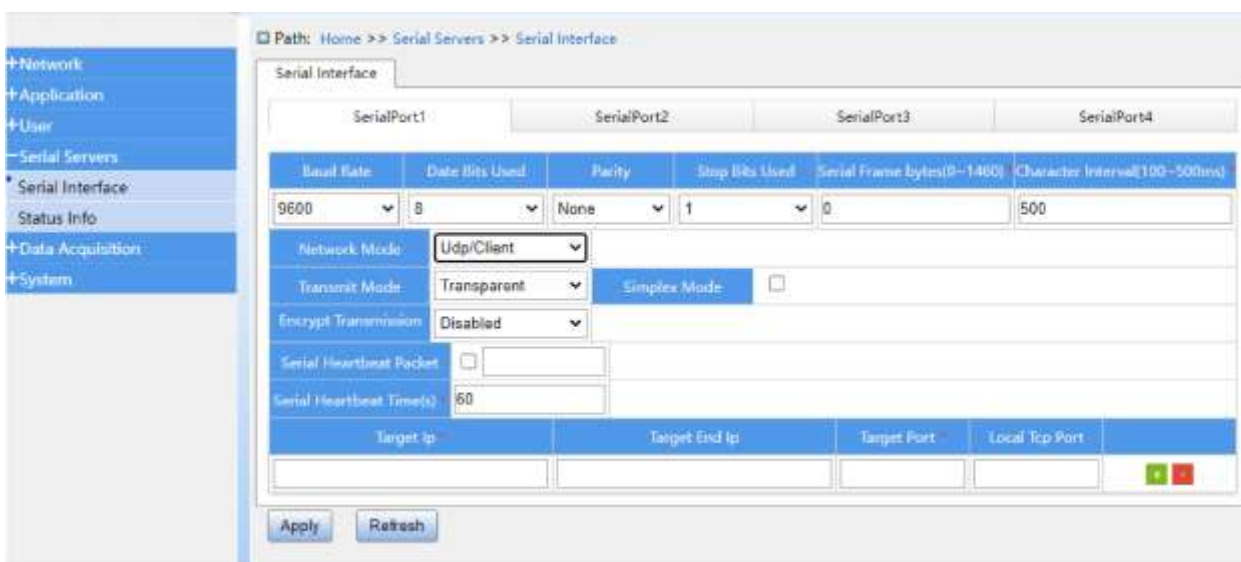 Path: Home >> Serial Servers >> Serial Interface
+Network
+Application
+User
−Serial Servers
Serial Interface
Status Info
+Data Acquisition
+System
Serial Interface
SerialPort1 SerialPort2 SerialPort3 SerialPort4
Baud Rate Date Bits Used Parity Stop Bits Used Serial Frame bytes(0~1460) * Character Interval(100~500ms) *
9600 8 None 1 0 500
Network Mode Udp/Client
Transmit Mode Transparent Simplex Mode
Encrypt Transmission Disabled
Serial Heartbeat Packet
Serial Heartbeat Time(s) * 60
Target Ip * Target End Ip Target Port * Local Tcp Port
+ -
Apply Refresh